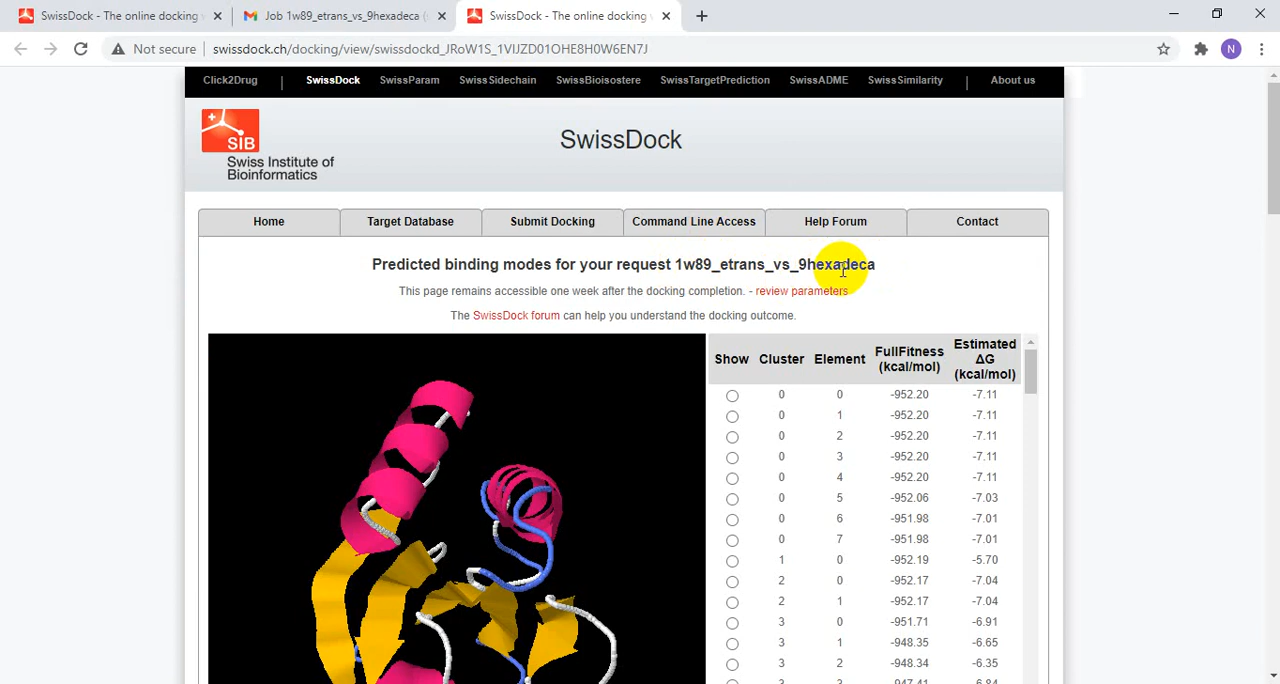 SwissDock - The online docking
Job 1w89_etrans_vs_9hexadeca (
SwissDock - The online docking
Not secure
swissdock.ch/docking/view/swissdockd_JRoW1S_1VIJZD01OHE8H0W6EN7J
N
Click2Drug | SwissDock SwissParam SwissSidechain SwissBioisostere SwissTargetPrediction SwissADME SwissSimilarity | About us
SIB
Swiss Institute of
Bioinformatics
SwissDock
Home Target Database Submit Docking Command Line Access Help Forum Contact
Predicted binding modes for your request 1w89_etrans_vs_9hexadeca
This page remains accessible one week after the docking completion. - review parameters
The SwissDock forum can help you understand the docking outcome.
Show Cluster Element FullFitness (kcal/mol) Estimated ΔG (kcal/mol)
0 0 -952.20 -7.11
0 1 -952.20 -7.11
0 2 -952.20 -7.11
0 3 -952.20 -7.11
0 4 -952.20 -7.11
0 5 -952.06 -7.03
0 6 -951.98 -7.01
0 7 -951.98 -7.01
1 0 -952.19 -5.70
2 0 -952.17 -7.04
2 1 -952.17 -7.04
3 0 -951.71 -6.91
3 1 -948.35 -6.65
3 2 -948.34 -6.35
3 3 -947.41 -6.84